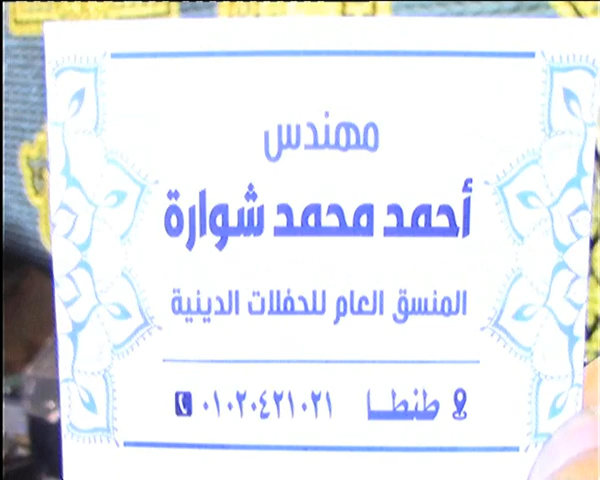 مهندس
أحمد محمد شوارة
المنسق العام للحفلات الدينية
طنطا ٠١٠٢٠٤٢١٠٢١